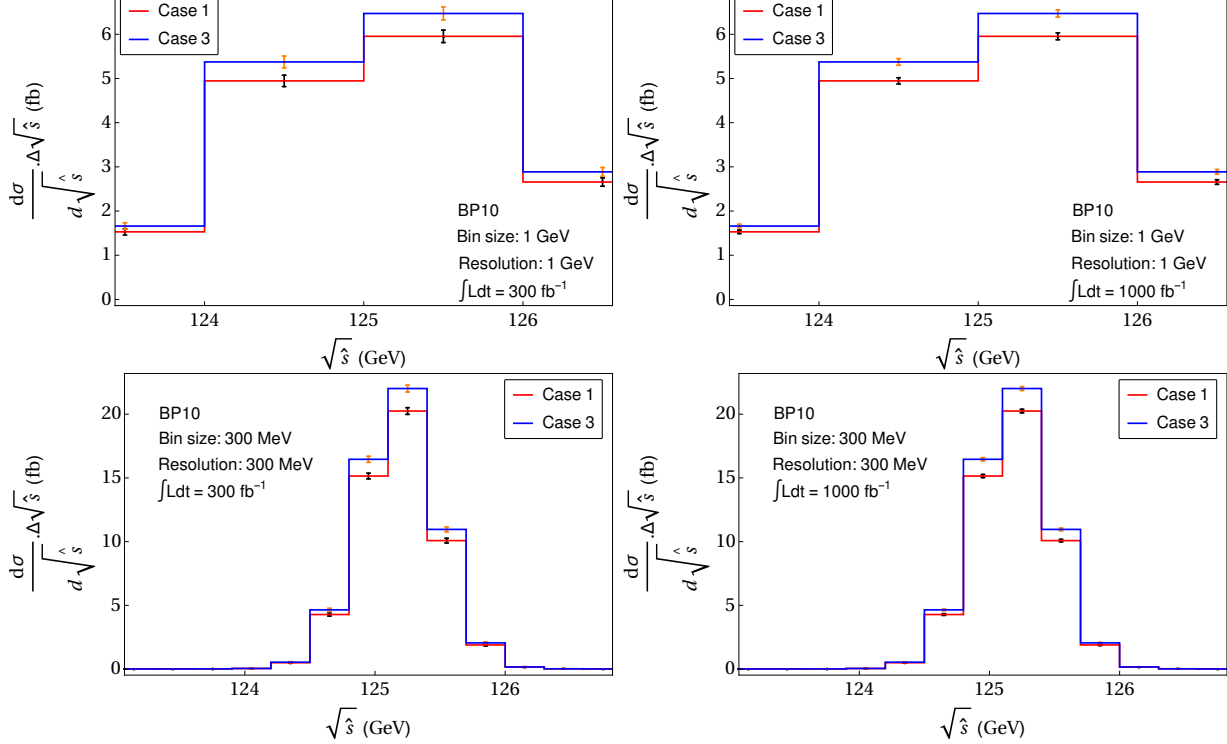 Case 1
Case 3
6
5
4
3
2
1
0
dσ/d√ŝ .Δ√ŝ (fb)
BP10
Bin size: 1 GeV
Resolution: 1 GeV
∫Ldt = 300 fb⁻¹
124
125
126
√ŝ (GeV)
Case 1
Case 3
6
5
4
3
2
1
0
dσ/d√ŝ .Δ√ŝ (fb)
BP10
Bin size: 1 GeV
Resolution: 1 GeV
∫Ldt = 1000 fb⁻¹
124
125
126
√ŝ (GeV)
BP10
Bin size: 300 MeV
Resolution: 300 MeV
∫Ldt = 300 fb⁻¹
Case 1
Case 3
20
15
10
5
0
dσ/d√ŝ .Δ√ŝ (fb)
124
125
126
√ŝ (GeV)
BP10
Bin size: 300 MeV
Resolution: 300 MeV
∫Ldt = 1000 fb⁻¹
Case 1
Case 3
20
15
10
5
0
dσ/d√ŝ .Δ√ŝ (fb)
124
125
126
√ŝ (GeV)